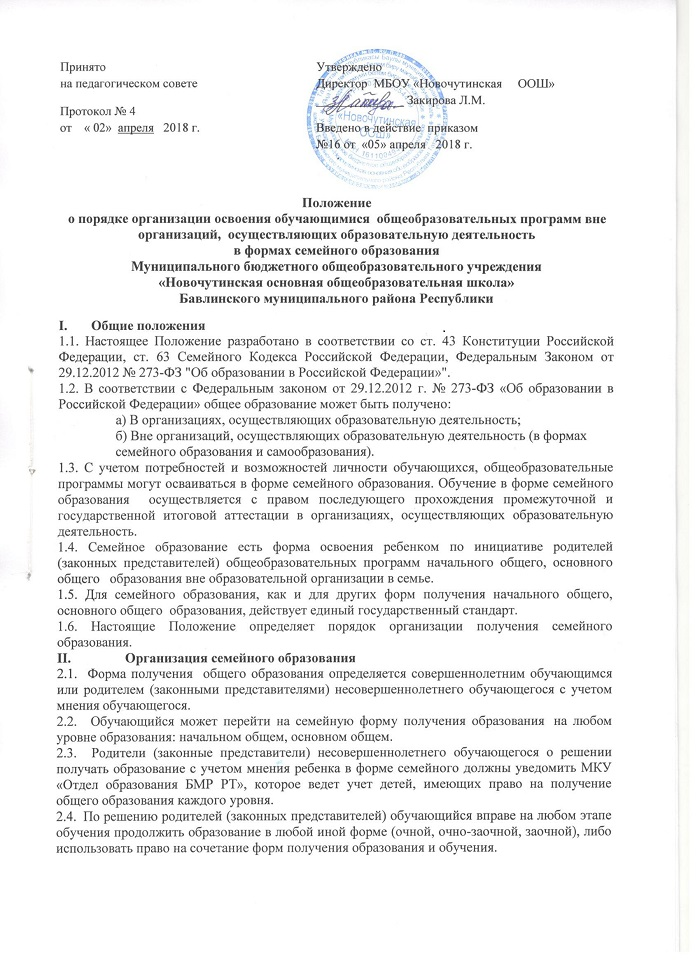 Принято
на педагогическом совете
Протокол № 4
от « 02» апреля 2018 г.
Утверждено
Директор МБОУ «Новочутинская ООШ»
Закирова Л.М.
«Новочутинская
ООШ»
Введено в действие приказом
№16 от «05» апреля 2018 г.
Положение
о порядке организации освоения обучающимися общеобразовательных программ вне
организаций, осуществляющих образовательную деятельность
в формах семейного образования
Муниципального бюджетного общеобразовательного учреждения
«Новочутинская основная общеобразовательная школа»
Бавлинского муниципального района Республики
I. Общие положения
1.1. Настоящее Положение разработано в соответствии со ст. 43 Конституции Российской
Федерации, ст. 63 Семейного Кодекса Российской Федерации, Федеральным Законом от
29.12.2012 № 273-ФЗ "Об образовании в Российской Федерации»".
1.2. В соответствии с Федеральным законом от 29.12.2012 г. № 273-ФЗ «Об образовании в
Российской Федерации» общее образование может быть получено:
а) В организациях, осуществляющих образовательную деятельность;
б) Вне организаций, осуществляющих образовательную деятельность (в формах
семейного образования и самообразования).
1.3. С учетом потребностей и возможностей личности обучающихся, общеобразовательные
программы могут осваиваться в форме семейного образования. Обучение в форме семейного
образования осуществляется с правом последующего прохождения промежуточной и
государственной итоговой аттестации в организациях, осуществляющих образовательную
деятельность.
1.4. Семейное образование есть форма освоения ребенком по инициативе родителей
(законных представителей) общеобразовательных программ начального общего, основного
общего образования вне образовательной организации в семье.
1.5. Для семейного образования, как и для других форм получения начального общего,
основного общего образования, действует единый государственный стандарт.
1.6. Настоящие Положение определяет порядок организации получения семейного
образования.
II. Организация семейного образования
2.1. Форма получения общего образования определяется совершеннолетним обучающимся
или родителем (законными представителями) несовершеннолетнего обучающегося с учетом
мнения обучающегося.
2.2. Обучающийся может перейти на семейную форму получения образования на любом
уровне образования: начальном общем, основном общем.
2.3. Родители (законные представители) несовершеннолетнего обучающегося о решении
получать образование с учетом мнения ребенка в форме семейного должны уведомить МКУ
«Отдел образования БМР РТ», которое ведет учет детей, имеющих право на получение
общего образования каждого уровня.
2.4. По решению родителей (законных представителей) обучающийся вправе на любом этапе
обучения продолжить образование в любой иной форме (очной, очно-заочной, заочной), либо
использовать право на сочетание форм получения образования и обучения.